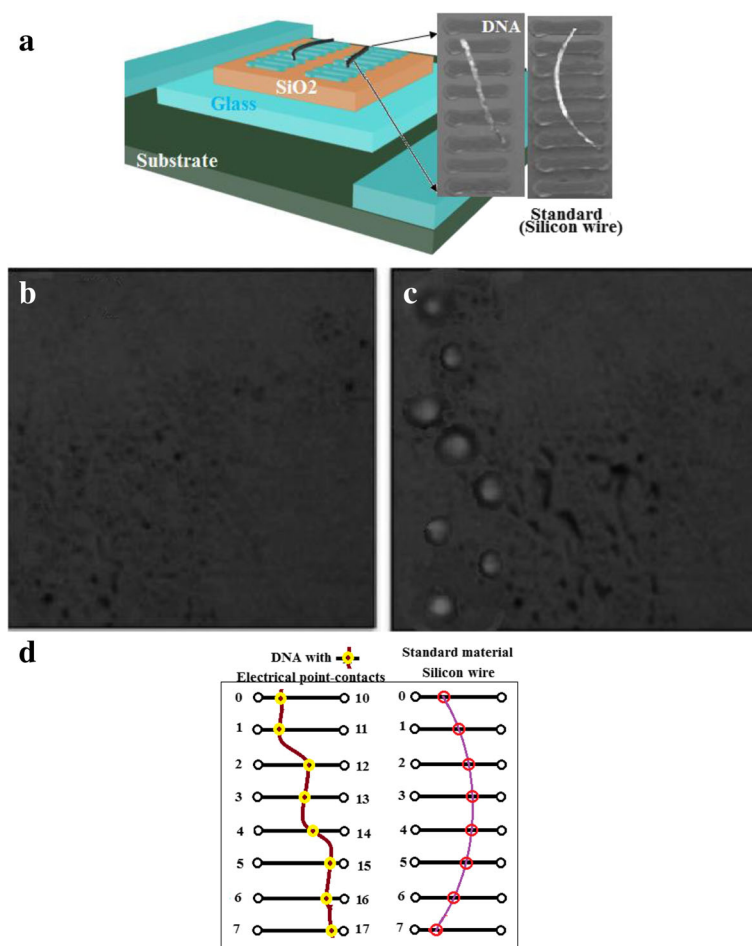 a
DNA
SiO2
Glass
Substrate
Standard
(Silicon wire)
b
c
d
DNA with
Electrical point-contacts
Standard material
Silicon wire
0 10 0
1 11 1
2 12 2
3 13 3
4 14 4
5 15 5
6 16 6
7 17 7